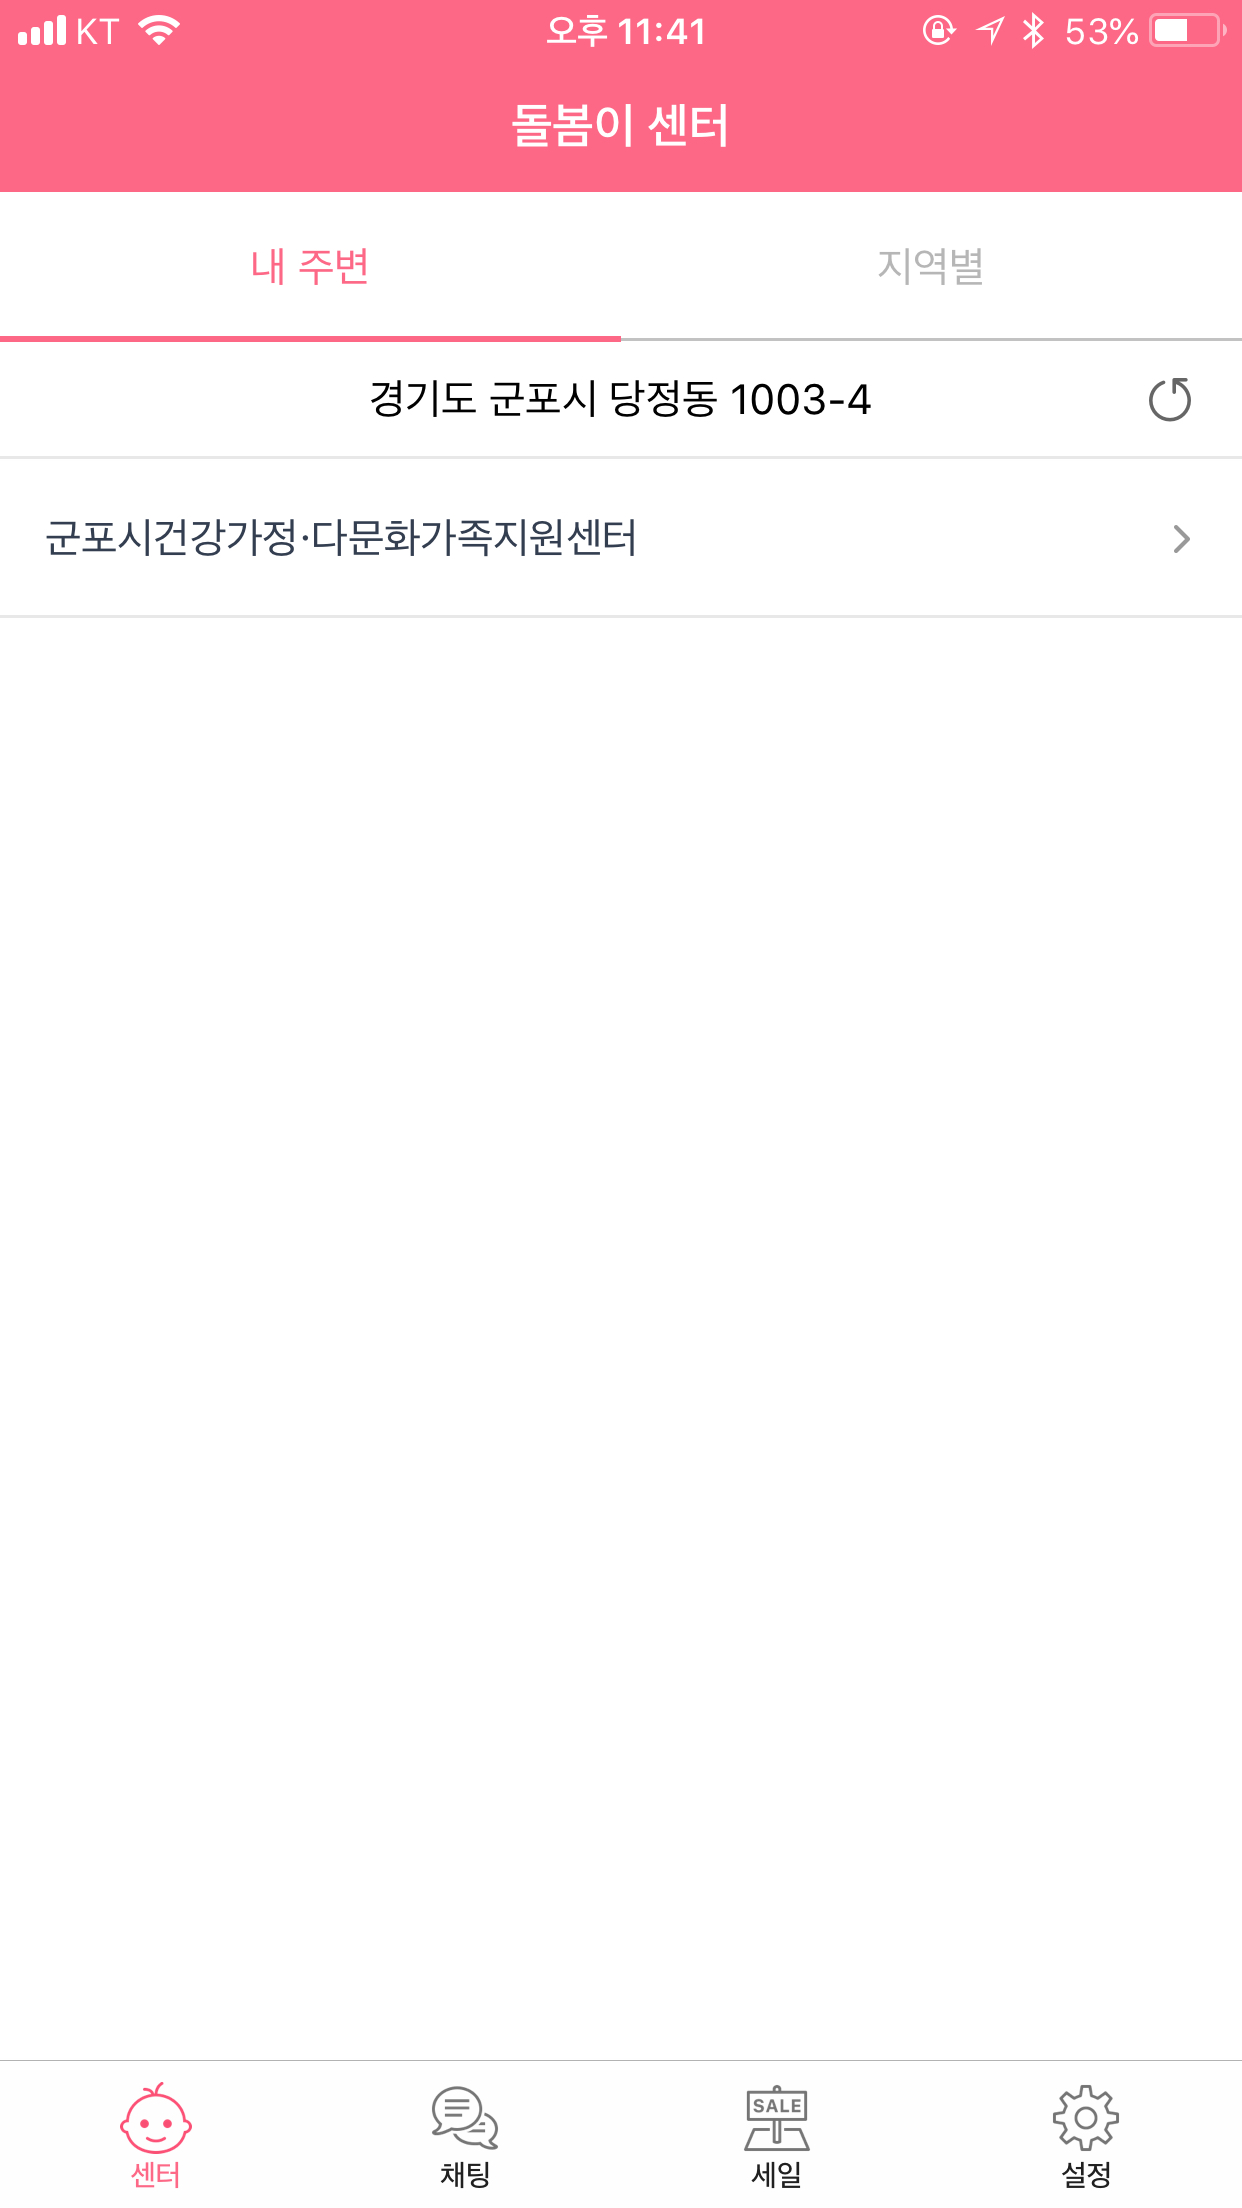 KT 오후 11:41 53%
돌봄이 센터
내 주변 지역별
경기도 군포시 당정동 1003-4
군포시건강가정·다문화가족지원센터
SALE
센터 채팅 세일 설정